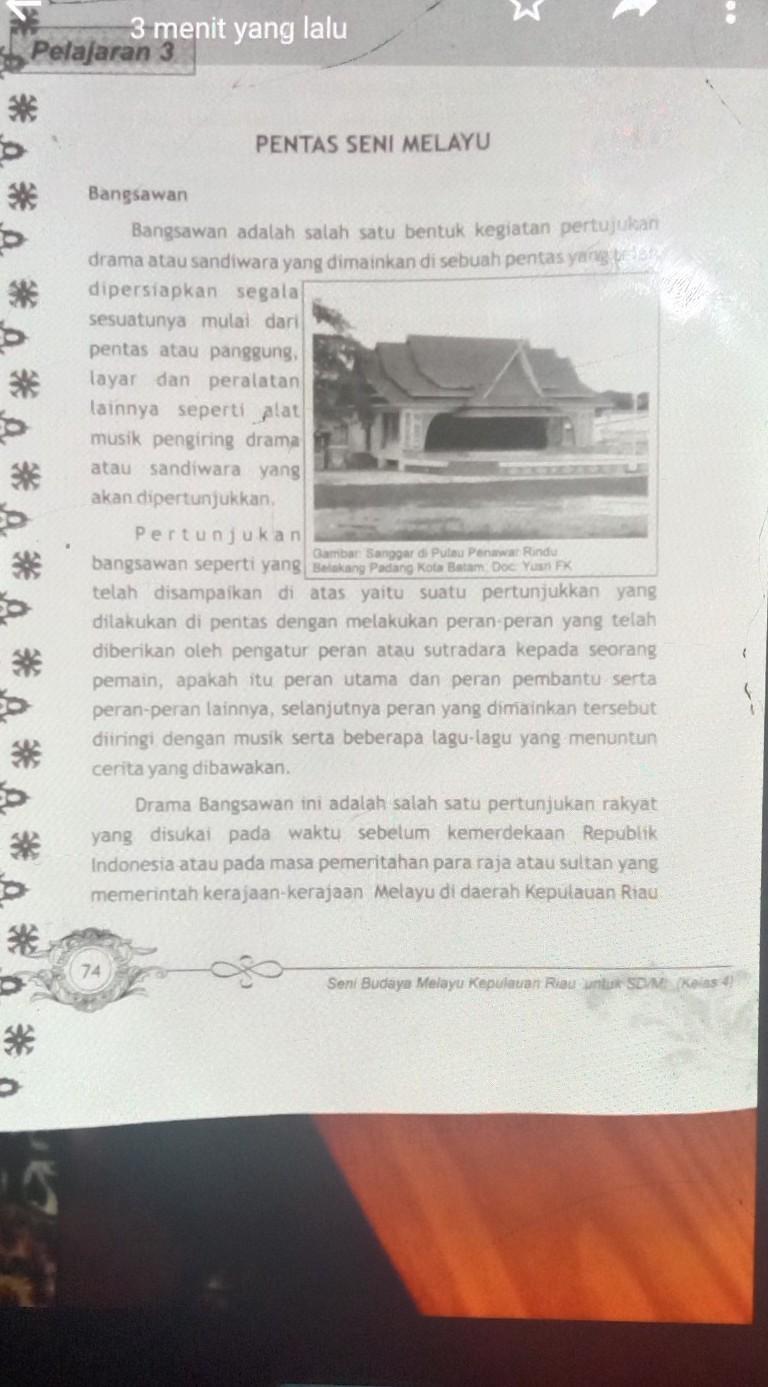 3 menit yang lalu
Pelajaran 3
PENTAS SENI MELAYU
Bangsawan
Bangsawan adalah salah satu bentuk kegiatan pertujukan
drama atau sandiwara yang dimainkan di sebuah pentas yang
dipersiapkan segala
sesuatunya mulai dari
pentas atau panggung,
layar dan peralatan
lainnya seperti alat
musik pengiring drama
atau sandiwara yang
akan dipertunjukkan.
Pertunjukan
bangsawan seperti yang
Gambar: Sanggar di Pulau Penawar Rindu
Belakang Padang Kota Batam. Doc: Yusri FK
telah disampaikan di atas yaitu suatu pertunjukkan yang
dilakukan di pentas dengan melakukan peran-peran yang telah
diberikan oleh pengatur peran atau sutradara kepada seorang
pemain, apakah itu peran utama dan peran pembantu serta
peran-peran lainnya, selanjutnya peran yang dimainkan tersebut
diiringi dengan musik serta beberapa lagu-lagu yang menuntun
cerita yang dibawakan.
Drama Bangsawan ini adalah salah satu pertunjukan rakyat
yang disukai pada waktu sebelum kemerdekaan Republik
Indonesia atau pada masa pemeritahan para raja atau sultan yang
memerintah kerajaan-kerajaan Melayu di daerah Kepulauan Riau
74
Seni Budaya Melayu Kepulauan Riau untuk SD/MI (Kelas 4)